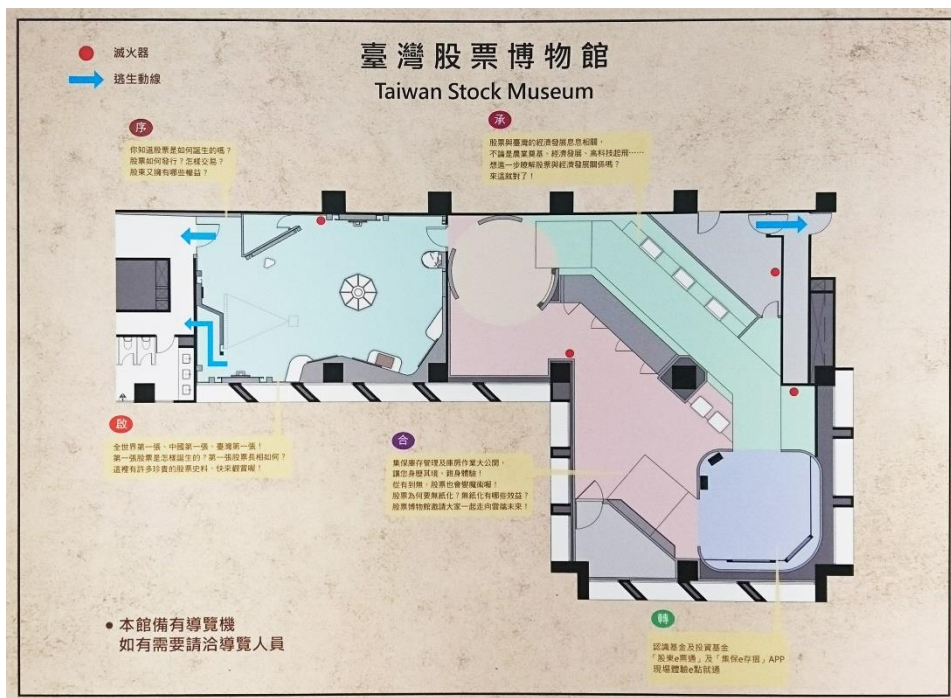 滅火器
逃生動線
臺灣股票博物館
Taiwan Stock Museum
序
你知道股票是如何誕生的嗎？
股票如何發行？怎樣交易？
股東又擁有哪些權益？
承
股票與臺灣的經濟發展息息相關，
不論是農業奠基、經濟發展、高科技起飛……
想進一步瞭解股票與經濟發展關係嗎？
來這就對了！
啟
全世界第一張、中國第一張、臺灣第一張！
第一張股票是怎樣誕生的？第一張股票長相如何？
這裡有許多珍貴的股票史料，快來觀賞喔！
合
集保庫存管理及庫房作業大公開，
讓您身歷其境、親身體驗！
從有到無，股票也會變魔術喔！
股票為何要無紙化？無紙化有哪些效益？
股票博物館邀請大家一起走向雲端未來！
轉
認識基金及投資基金
「股東e票通」及「集保e存摺」APP
現場體驗e點就通
• 本館備有導覽機
如有需要請洽導覽人員